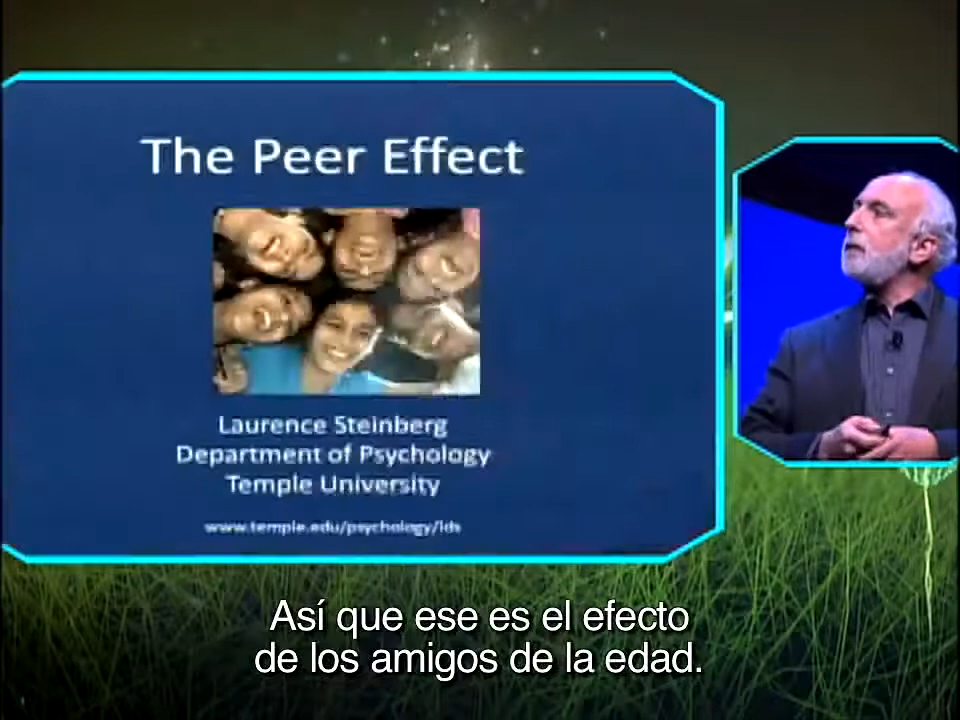 The Peer Effect
Laurence Steinberg
Department of Psychology
Temple University
www.temple.edu/psychology/lds
Así que ese es el efecto
de los amigos de la edad.